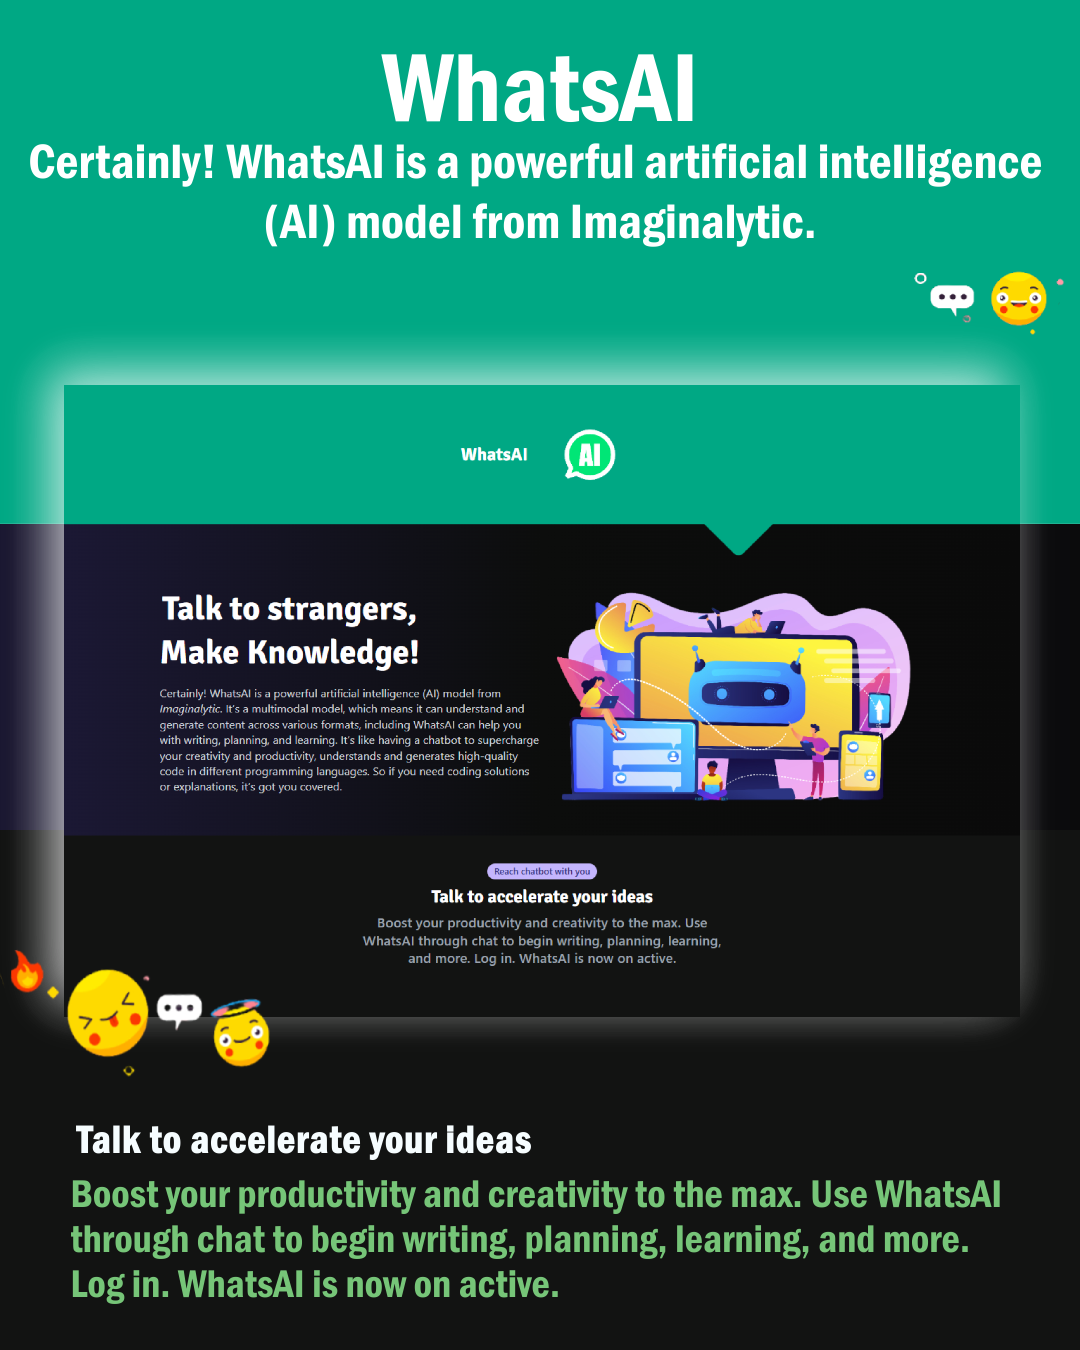 WhatsAI
Certainly! WhatsAI is a powerful artificial intelligence
(AI) model from Imaginalytic.
WhatsAI
AI
Talk to strangers,
Make Knowledge!
Certainly! WhatsAI is a powerful artificial intelligence (AI) model from
Imaginalytic. It's a multimodal model, which means it can understand and
generate content across various formats, including WhatsAI can help you
with writing, planning, and learning. It's like having a chatbot to supercharge
your creativity and productivity, understands and generates high-quality
code in different programming languages. So if you need coding solutions
or explanations, it's got you covered.
Reach chatbot with you
Talk to accelerate your ideas
Boost your productivity and creativity to the max. Use
WhatsAI through chat to begin writing, planning, learning,
and more. Log in. WhatsAI is now on active.
Talk to accelerate your ideas
Boost your productivity and creativity to the max. Use WhatsAI
through chat to begin writing, planning, learning, and more.
Log in. WhatsAI is now on active.